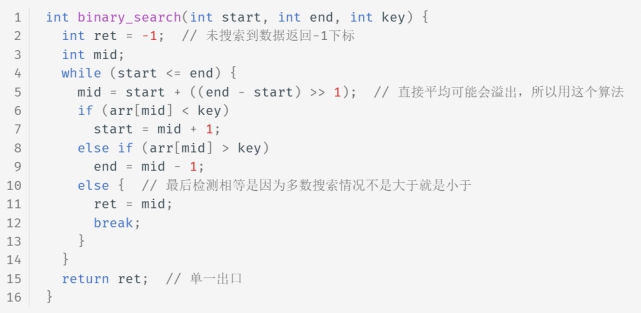 1 int binary_search(int start, int end, int key) {
2   int ret = -1;  // 未搜索到数据返回-1下标
3   int mid;
4   while (start <= end) {
5     mid = start + ((end - start) >> 1);  // 直接平均可能会溢出，所以用这个算法
6     if (arr[mid] < key)
7       start = mid + 1;
8     else if (arr[mid] > key)
9       end = mid - 1;
10     else {  // 最后检测相等是因为多数搜索情况不是大于就是小于
11       ret = mid;
12       break;
13     }
14   }
15   return ret;  // 单一出口
16 }